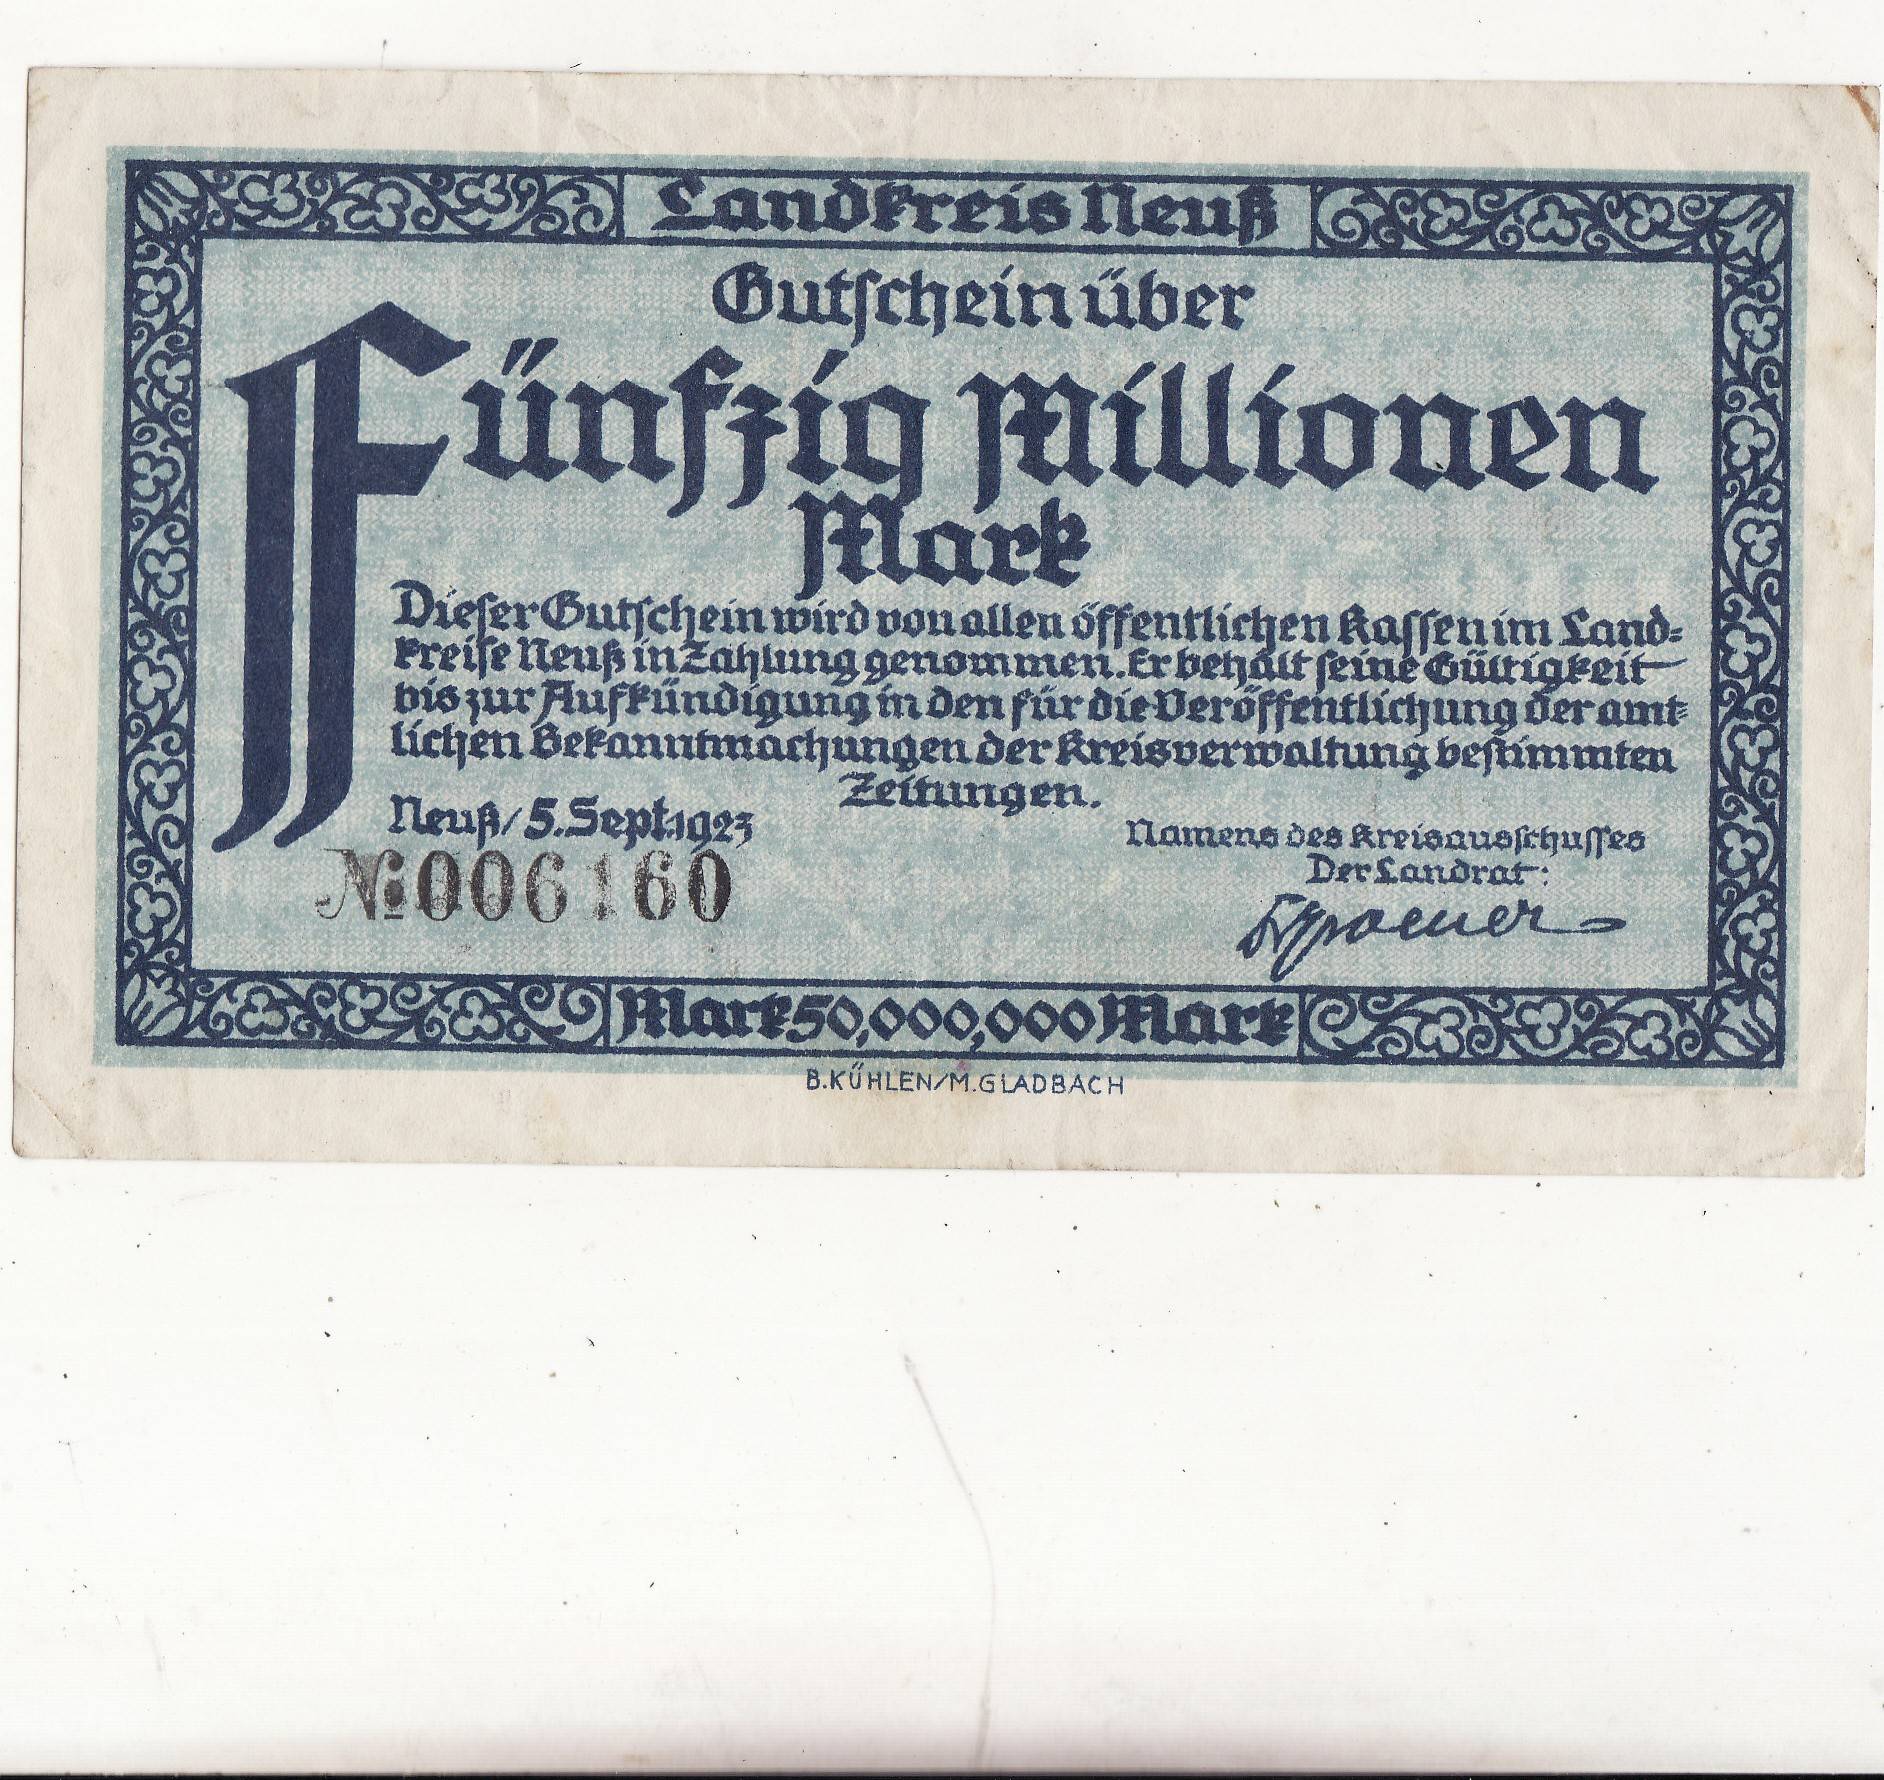 Landkreis Neuß
Gutschein über
Fünfzig Millionen
Mark
Dieser Gutschein wird von allen öffentlichen Kassen im Land-
kreise Neuß in Zahlung genommen. Er behält seine Gültigkeit
bis zur Aufkündigung in den für die Veröffentlichung der amt-
lichen Bekanntmachungen der Kreisverwaltung bestimmten
Zeitungen.
Neuß/5.Sept.1923
Namens des Kreisausschusses
Der Landrat:
№ 006160
Mark 50,000,000 Mark
B.KÜHLEN/M.GLADBACH